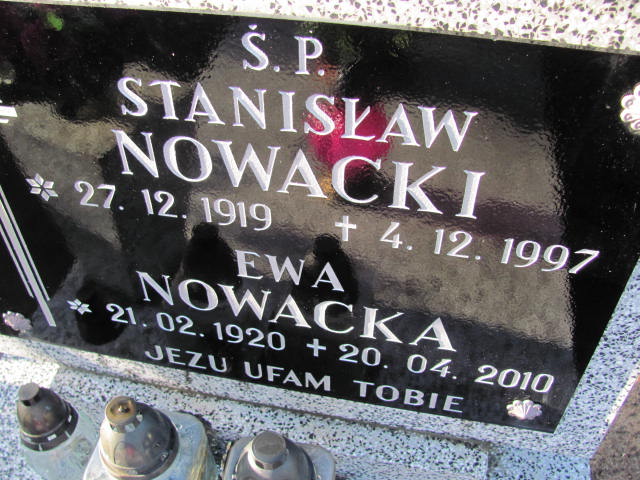 Ś.P.
STANISŁAW
NOWACKI
* 27. 12. 1919 + 4. 12. 1997
EWA
NOWACKA
* 21. 02. 1920 + 20. 04. 2010
JEZU UFAM TOBIE